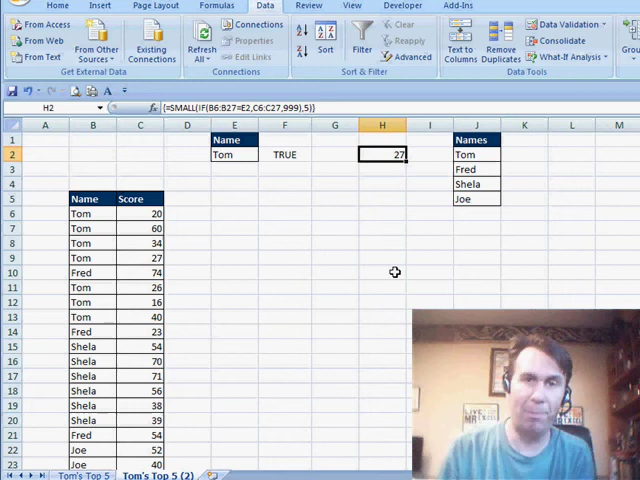 Home Insert Page Layout Formulas Data Review View Developer Add-Ins
From Access
From Web
From Text
From Other Sources
Existing Connections
Get External Data
Refresh All
Connections
Properties
Edit Links
Connections
Sort
Filter
Clear
Reapply
Advanced
Sort & Filter
Text to Columns
Remove Duplicates
Data Validation
Consolidate
What-If Analysis
Data Tools
H2 fx {=SMALL(IF(B6:B27=E2,C6:C27,999),5)}
A B C D E F G H I J K L M
1 Name Names
2 Tom TRUE 27 Tom
3 Fred
4 Shela
5 Name Score Joe
6 Tom 20
7 Tom 60
8 Tom 34
9 Tom 27
10 Fred 74
11 Tom 26
12 Tom 16
13 Tom 40
14 Fred 23
15 Shela 54
16 Shela 70
17 Shela 71
18 Shela 56
19 Shela 38
20 Shela 39
21 Fred 54
22 Joe 52
23 Joe 40
Tom's Top 5 Tom's Top 5 (2)